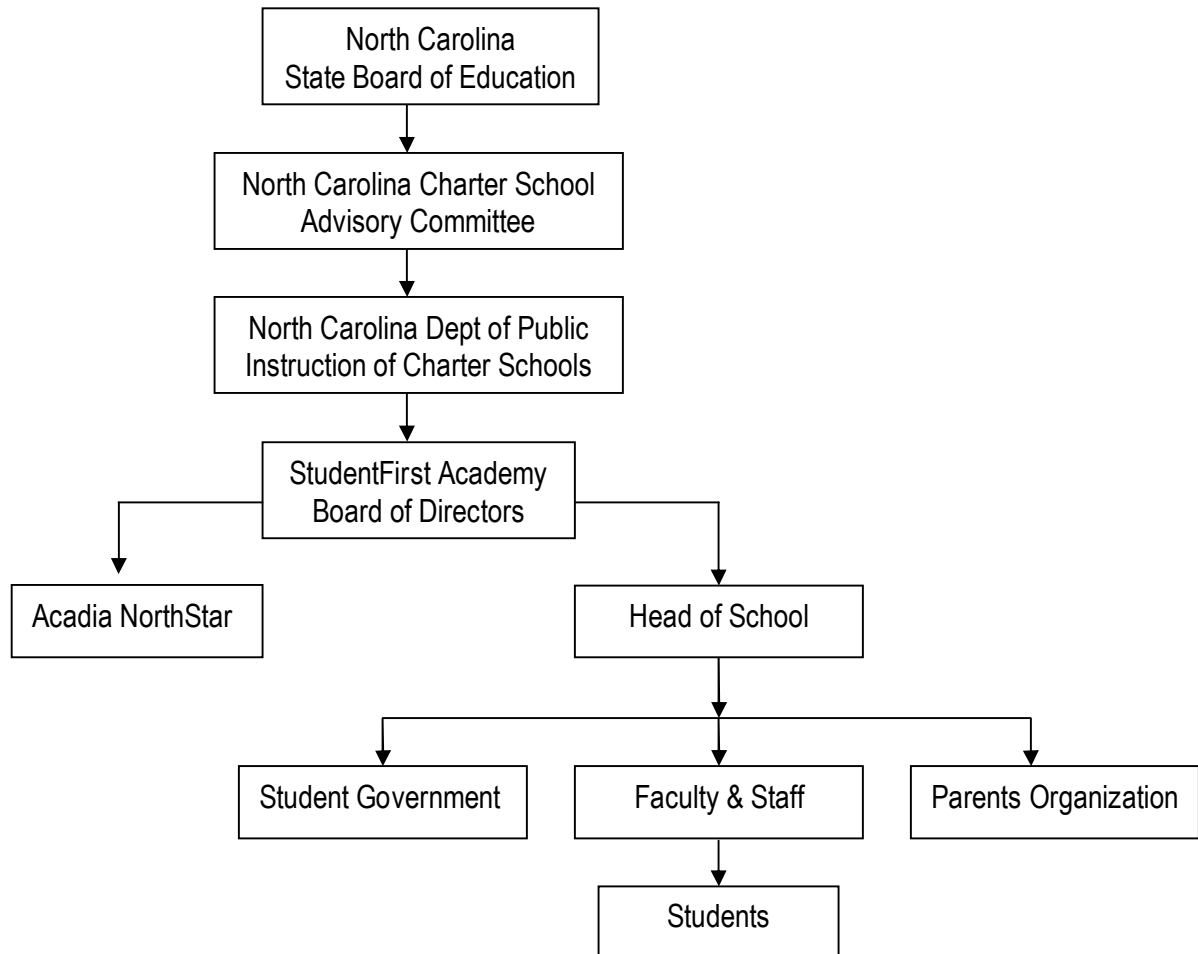 North Carolina
State Board of Education
North Carolina Charter School
Advisory Committee
North Carolina Dept of Public
Instruction of Charter Schools
StudentFirst Academy
Board of Directors
Acadia NorthStar
Head of School
Student Government
Faculty & Staff
Parents Organization
Students